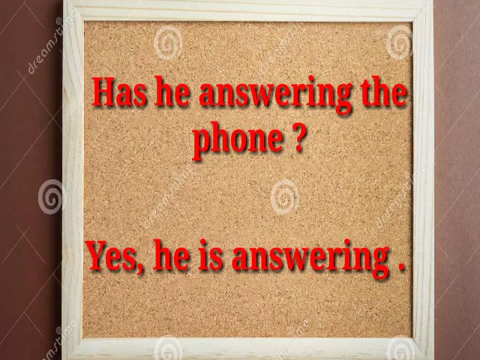 Has he answering the
phone ?
Yes, he is answering .